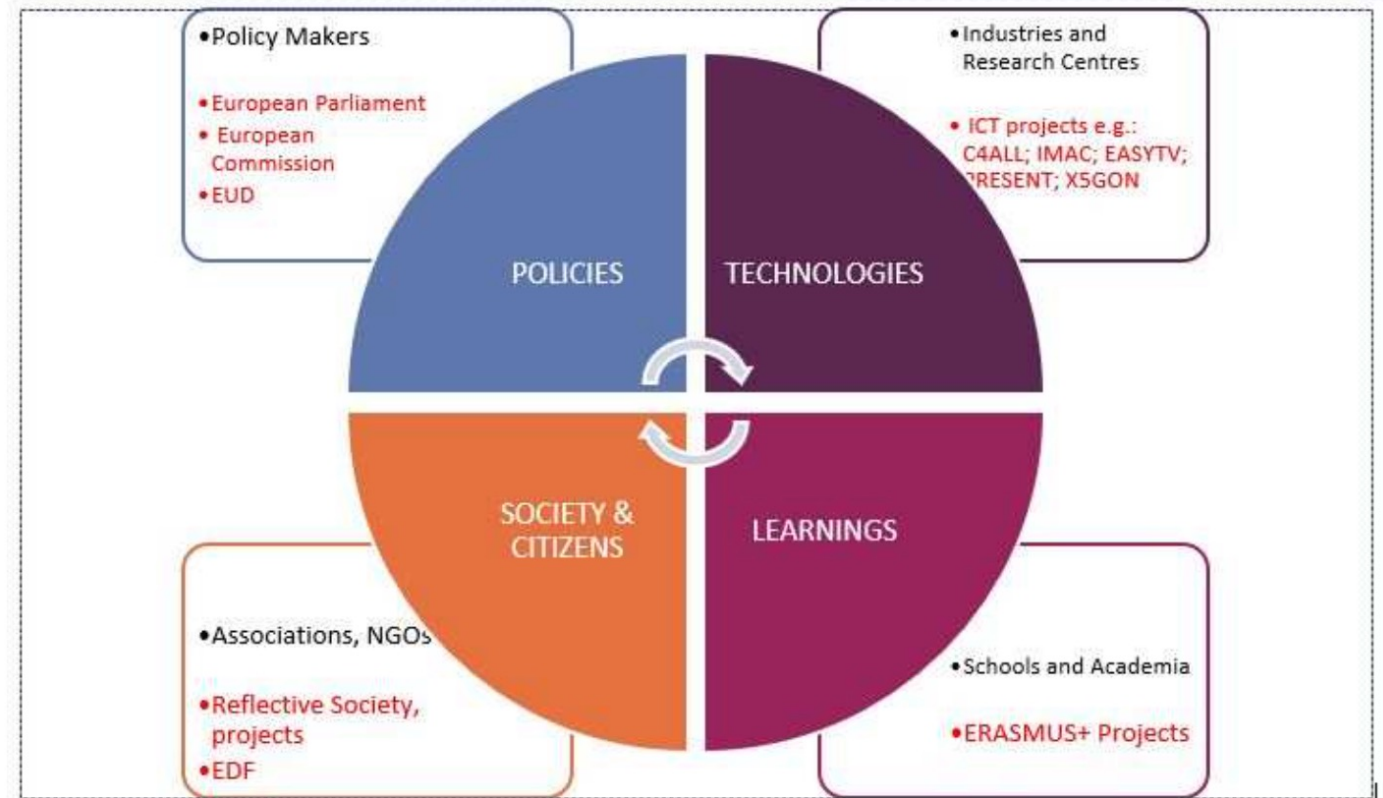 •Policy Makers
•European Parliament
• European
Commission
•EUD
•Industries and
Research Centres
• ICT projects e.g.:
C4ALL; IMAC; EASYTV;
PRESENT; X5GON
POLICIES
TECHNOLOGIES
SOCIETY &
CITIZENS
LEARNINGS
•Associations, NGOs
•Reflective Society,
projects
•EDF
•Schools and Academia
•ERASMUS+ Projects